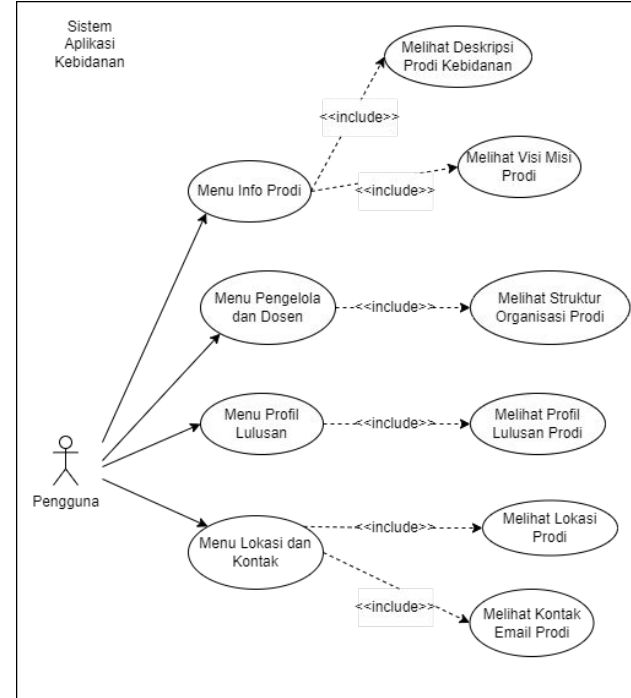 Sistem
Aplikasi
Kebidanan
Melihat Deskripsi
Prodi Kebidanan
<<include>>
Melihat Visi Misi
Prodi
<<include>>
Menu Info Prodi
Menu Pengelola
dan Dosen
<<include>>
Melihat Struktur
Organisasi Prodi
Menu Profil
Lulusan
<<include>>
Melihat Profil
Lulusan Prodi
Pengguna
Menu Lokasi dan
Kontak
<<include>>
Melihat Lokasi
Prodi
<<include>>
Melihat Kontak
Email Prodi